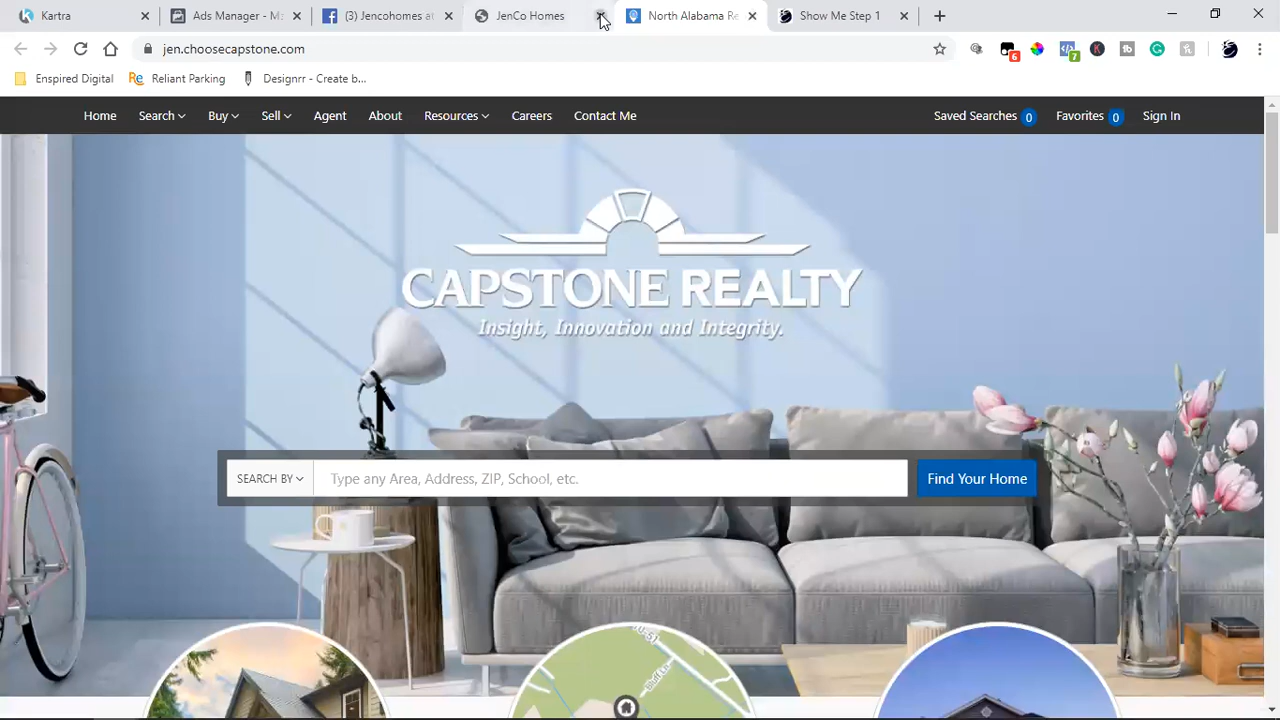 Kartra
Ads Manager - Ma
(3) Jencohomes at
JenCo Homes
North Alabama Re
Show Me Step 1
jen.choosecapstone.com
6
7
Enspired Digital
Reliant Parking
Designrr - Create b...
Home
Search
Buy
Sell
Agent
About
Resources
Careers
Contact Me
Saved Searches 0
Favorites 0
Sign In
CAPSTONE REALTY
Insight, Innovation and Integrity.
SEARCH BY
Type any Area, Address, ZIP, School, etc.
Find Your Home